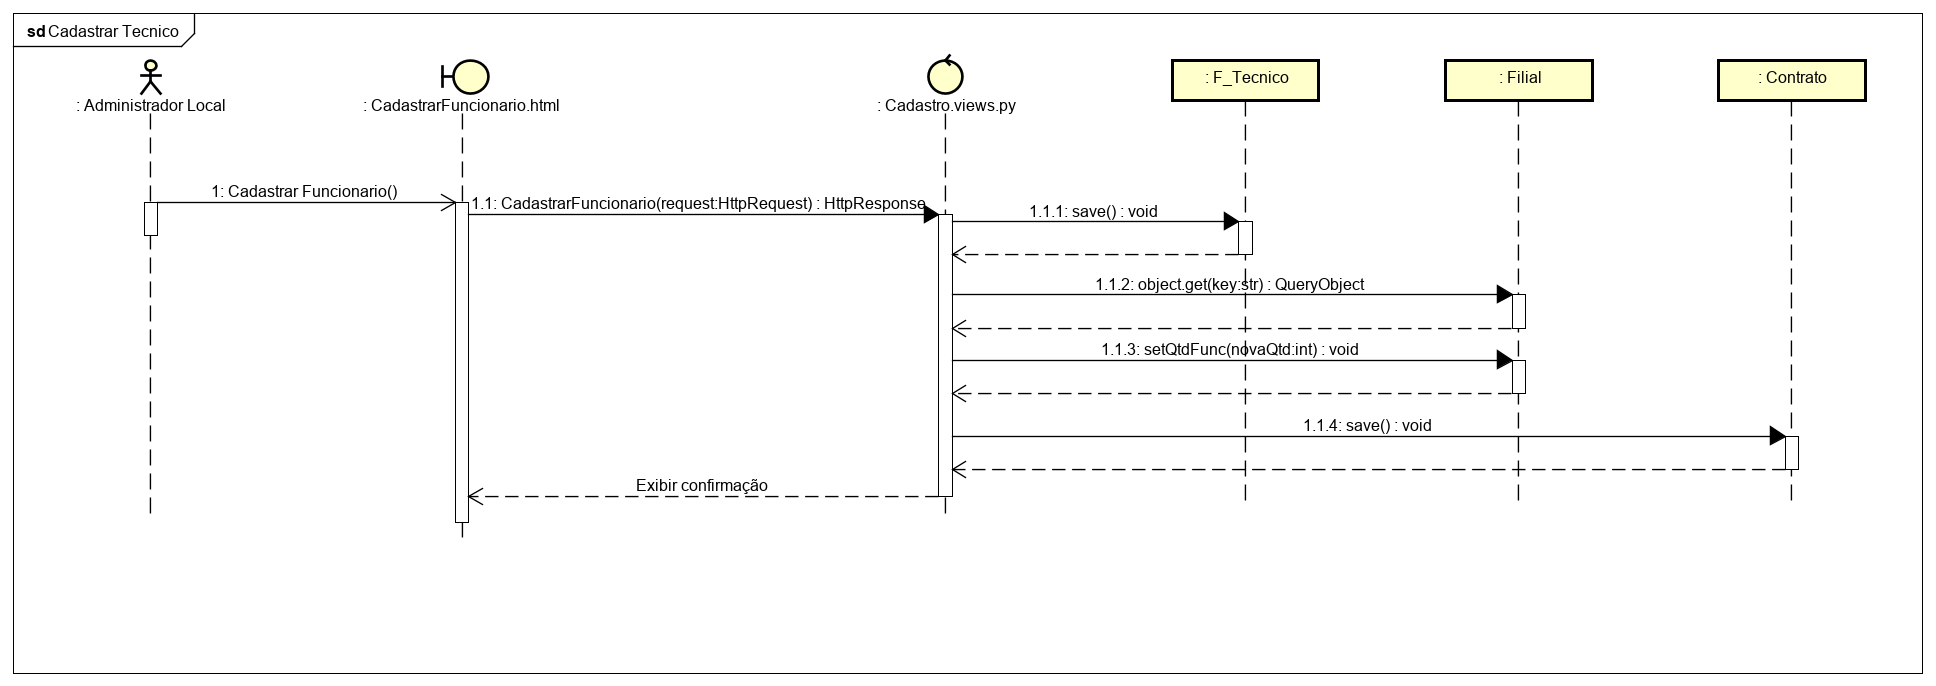 sd Cadastrar Tecnico
: Administrador Local
: CadastrarFuncionario.html
: Cadastro.views.py
: F_Tecnico
: Filial
: Contrato
1: Cadastrar Funcionario()
1.1: CadastrarFuncionario(request:HttpRequest) : HttpResponse
1.1.1: save() : void
1.1.2: object.get(key:str) : QueryObject
1.1.3: setQtdFunc(novaQtd:int) : void
1.1.4: save() : void
Exibir confirmação